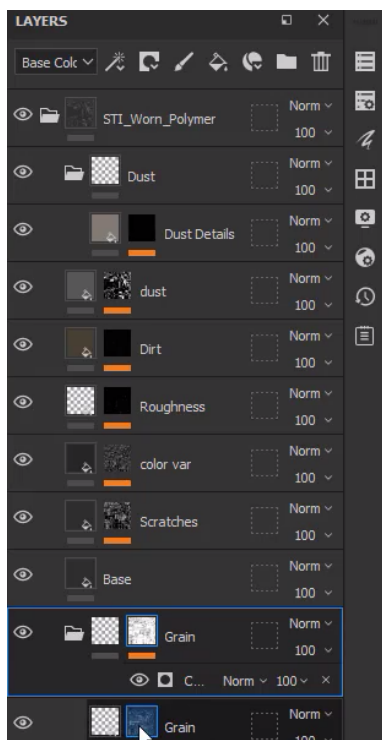 LAYERS
Base Colc
STI_Worn_Polymer Norm
100
Dust Norm
100
Dust Details Norm
100
dust Norm
100
Dirt Norm
100
Roughness Norm
100
color var Norm
100
Scratches Norm
100
Base Norm
100
Grain Norm
100
C... Norm 100
Grain Norm